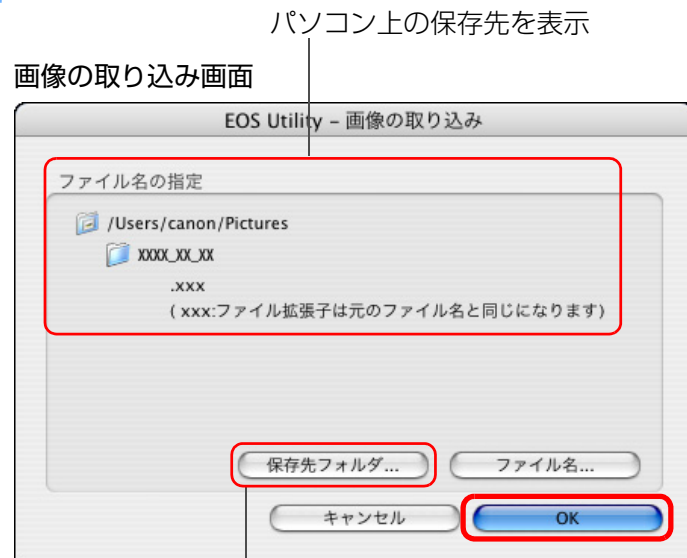 パソコン上の保存先を表示
画像の取り込み画面
EOS Utility – 画像の取り込み
ファイル名の指定
/Users/canon/Pictures
XXXX_XX_XX
.xxx
( xxx:ファイル拡張子は元のファイル名と同じになります)
保存先フォルダ... ファイル名...
キャンセル OK